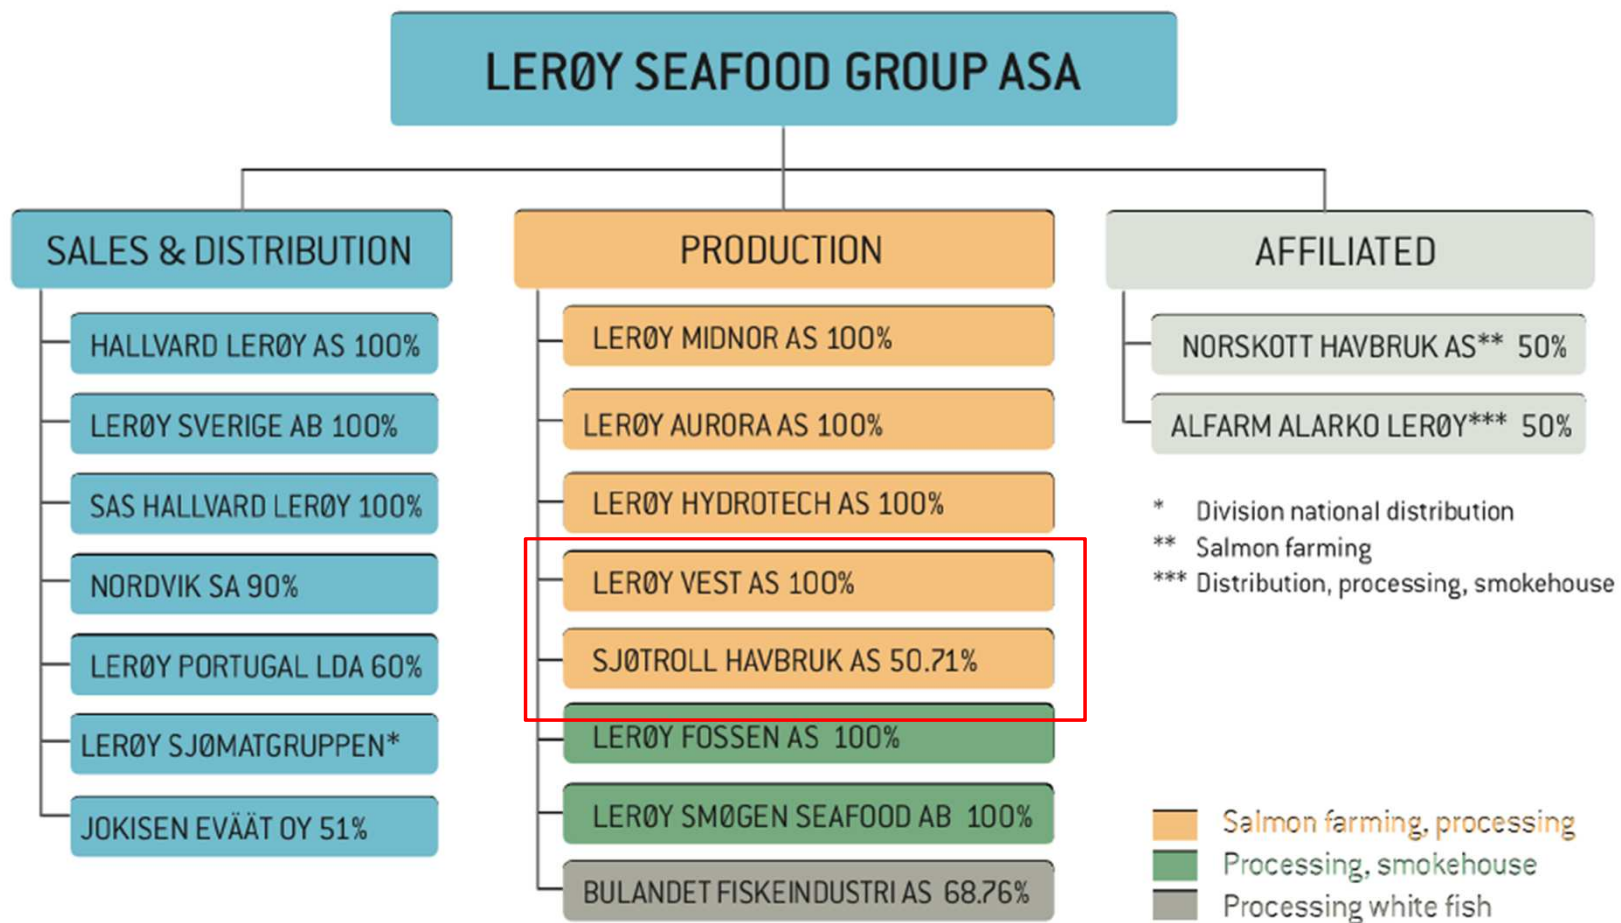 LERØY SEAFOOD GROUP ASA
SALES & DISTRIBUTION
HALLVARD LERØY AS 100%
LERØY SVERIGE AB 100%
SAS HALLVARD LERØY 100%
NORDVIK SA 90%
LERØY PORTUGAL LDA 60%
LERØY SJØMATGRUPPEN*
JOKISEN EVÄÄT OY 51%
PRODUCTION
LERØY MIDNOR AS 100%
LERØY AURORA AS 100%
LERØY HYDROTECH AS 100%
LERØY VEST AS 100%
SJØTROLL HAVBRUK AS 50.71%
LERØY FOSSEN AS 100%
LERØY SMØGEN SEAFOOD AB 100%
BULANDET FISKEINDUSTRI AS 68.76%
AFFILIATED
NORSKOTT HAVBRUK AS** 50%
ALFARM ALARKO LERØY*** 50%
* Division national distribution
** Salmon farming
*** Distribution, processing, smokehouse
Salmon farming, processing
Processing, smokehouse
Processing white fish